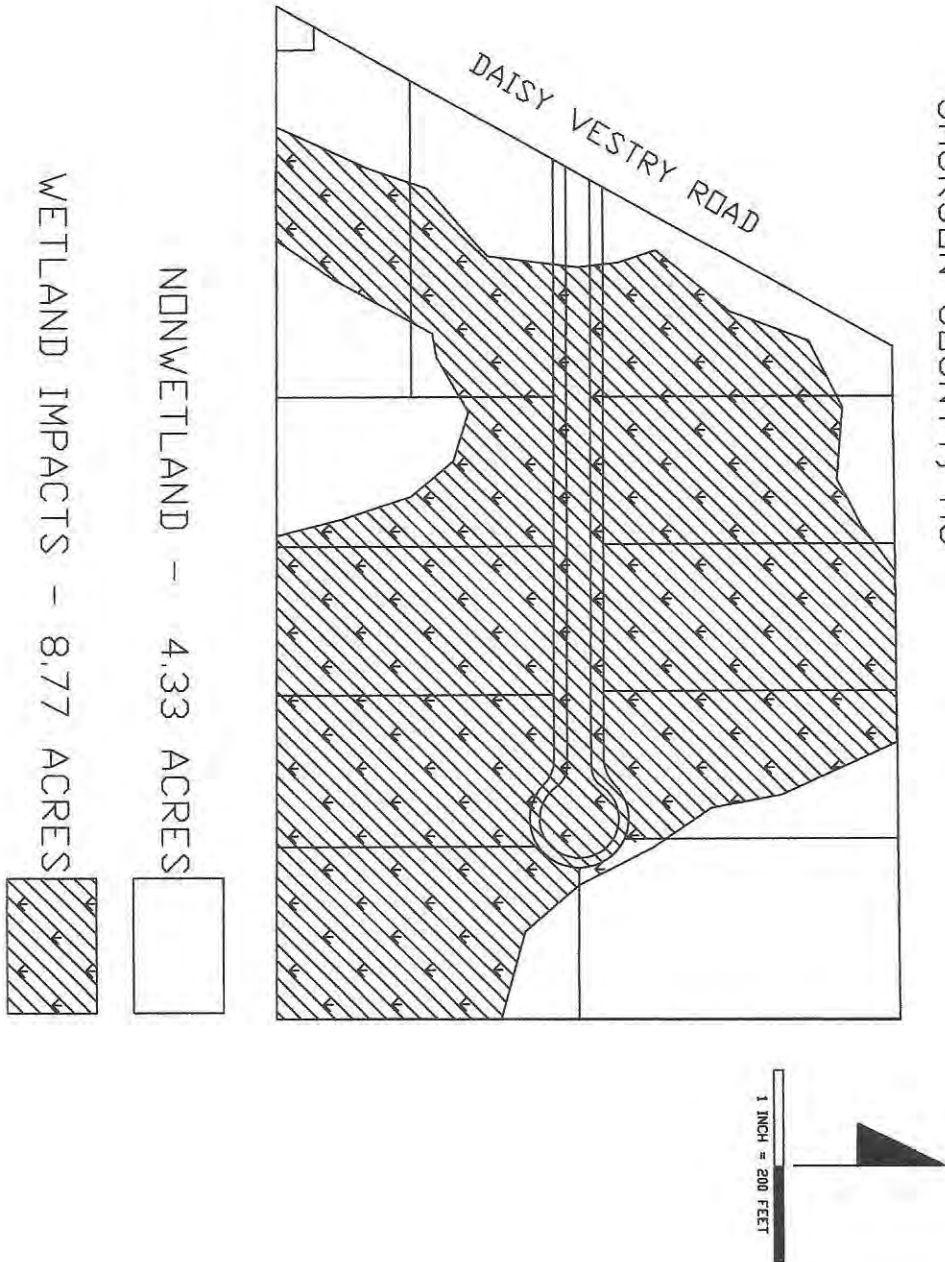 DAISY VESTRY ROAD
NONWETLAND - 4.33 ACRES
WETLAND IMPACTS - 8.77 ACRES
1 INCH = 200 FEET